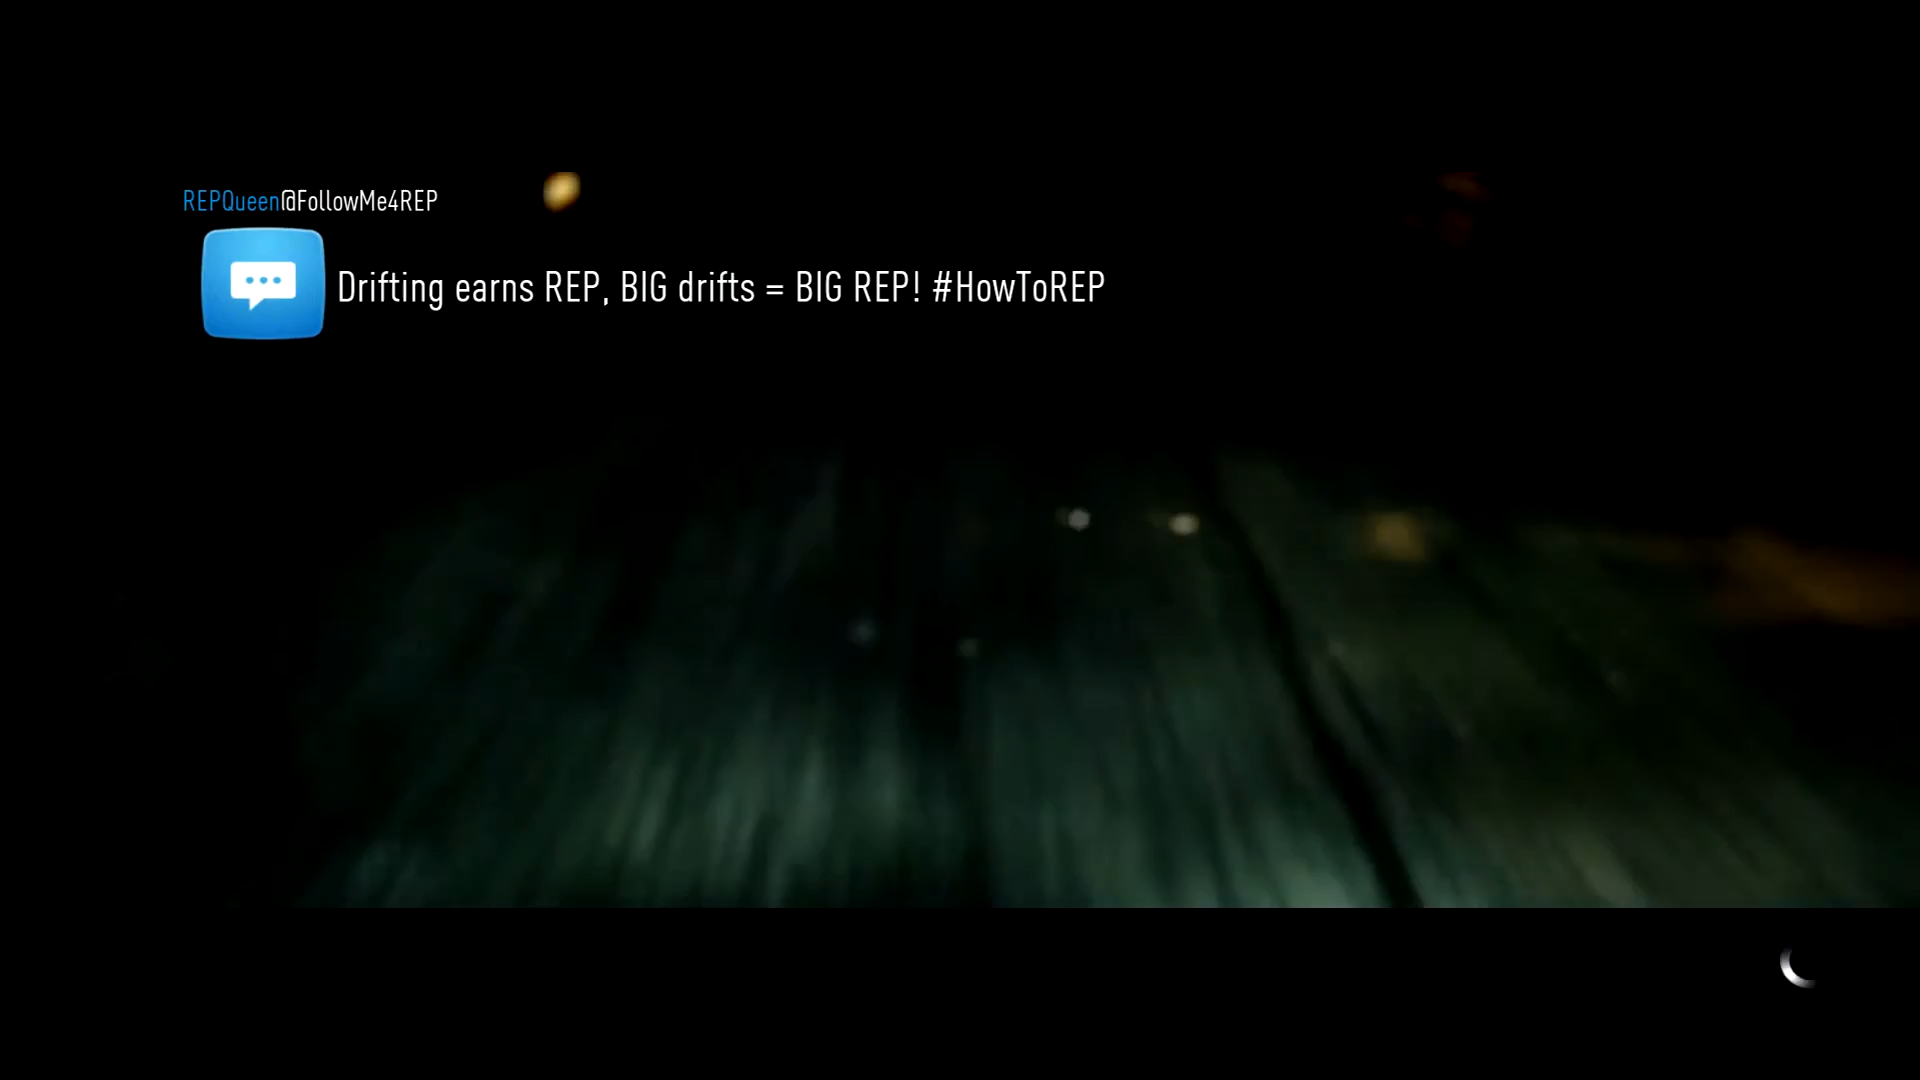 REPQueen@FollowMe4REP
Drifting earns REP, BIG drifts = BIG REP! #HowToREP